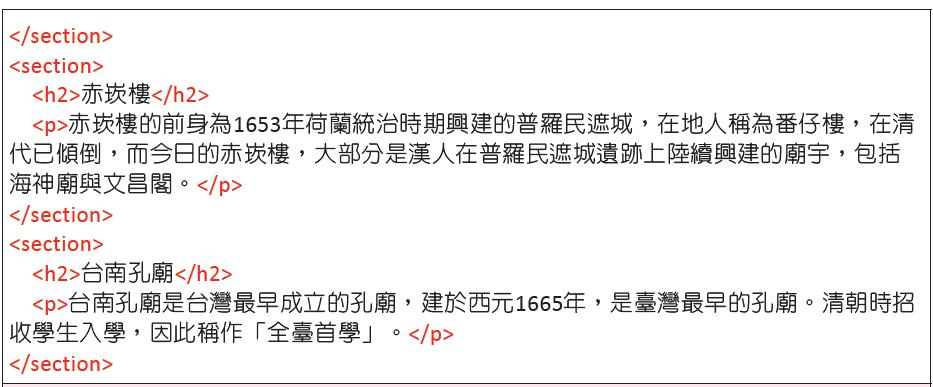 </section>
<section>
<h2>赤崁樓</h2>
<p>赤崁樓的前身為1653年荷蘭統治時期興建的普羅民遮城，在地人稱為番仔樓，在清
代已傾倒，而今日的赤崁樓，大部分是漢人在普羅民遮城遺跡上陸續興建的廟宇，包括
海神廟與文昌閣。</p>
</section>
<section>
<h2>台南孔廟</h2>
<p>台南孔廟是台灣最早成立的孔廟，建於西元1665年，是臺灣最早的孔廟。清朝時招
收學生入學，因此稱作「全臺首學」。</p>
</section>